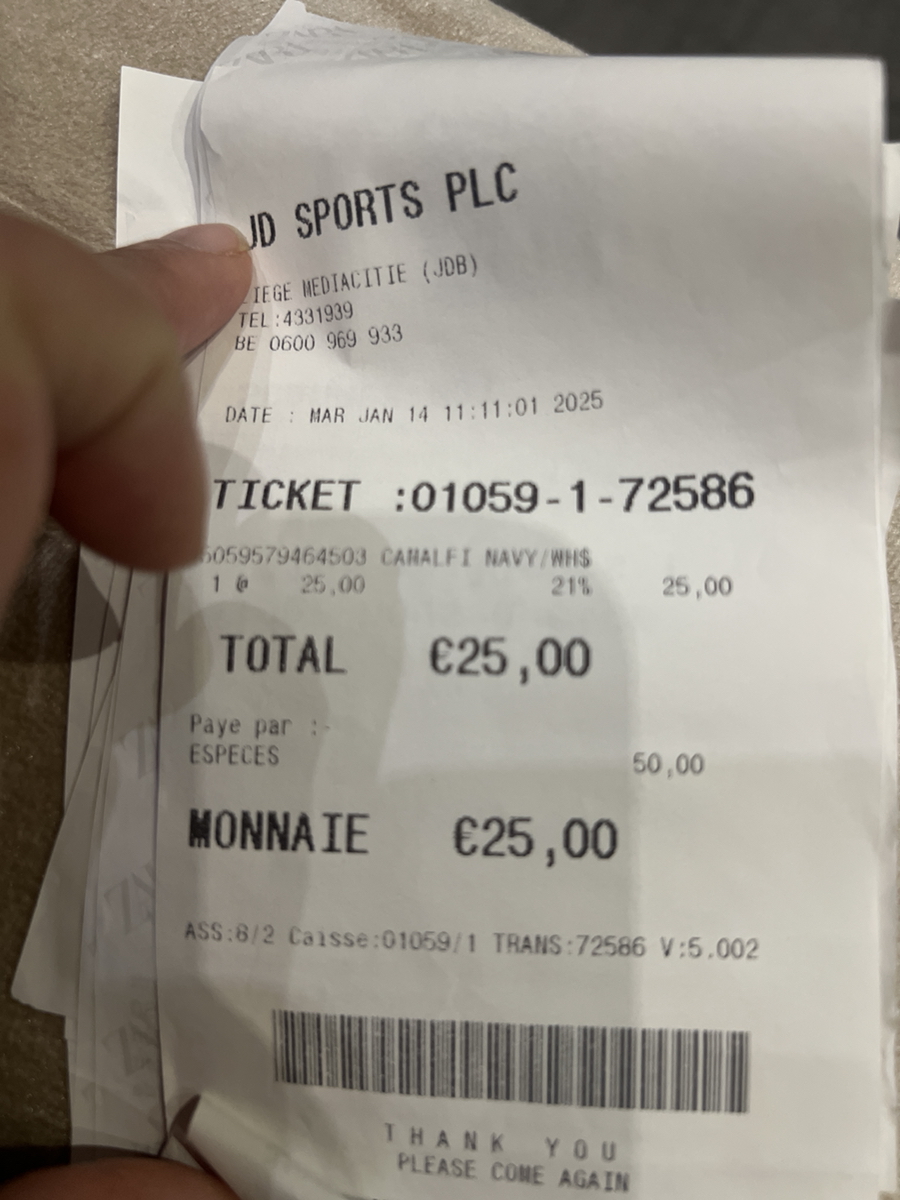 JD SPORTS PLC
LIEGE MEDIACITIE (JDB)
TEL:4331939
BE 0600 969 933
DATE : MAR JAN 14 11:11:01 2025
TICKET :01059-1-72586
5059579464503 CAMALFI NAVY/WH$
1 @ 25,00 21% 25,00
TOTAL €25,00
Paye par :-
ESPECES 50,00
MONNAIE €25,00
ASS:8/2 Caisse:01059/1 TRANS:72586 V:5.002
THANK YOU
PLEASE COME AGAIN